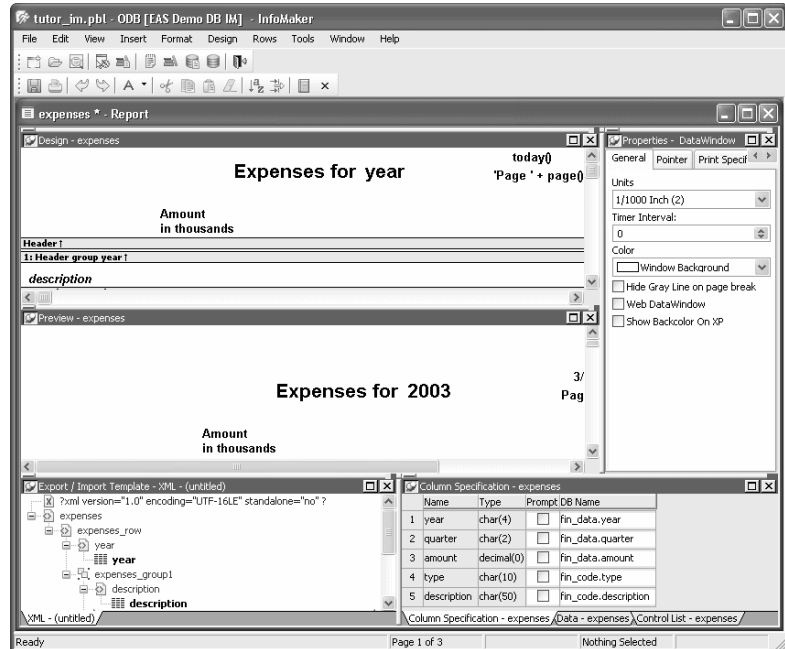 tutor_im.pbl - ODB [EAS Demo DB IM] - InfoMaker
File Edit View Insert Format Design Rows Tools Window Help
A
expenses * - Report
Design - expenses
today()
Expenses for year
'Page ' + page()
Amount
in thousands
Header ↑
1: Header group year ↑
description
Preview - expenses
3/
Expenses for 2003
Pag
Amount
in thousands
Properties - DataWindow
General Pointer Print Specif
Units
1/1000 Inch (2)
Timer Interval:
0
Color
Window Background
Hide Gray Line on page break
Web DataWindow
Show Backcolor On XP
Export / Import Template - XML - (untitled)
?xml version="1.0" encoding="UTF-16LE" standalone="no" ?
expenses
expenses_row
year
year
expenses_group1
description
description
XML - (untitled)
Column Specification - expenses
Name Type Prompt DB Name
1 year char(4) fin_data.year
2 quarter char(2) fin_data.quarter
3 amount decimal(0) fin_data.amount
4 type char(10) fin_code.type
5 description char(50) fin_code.description
Column Specification - expenses Data - expenses Control List - expenses
Ready Page 1 of 3 Nothing Selected